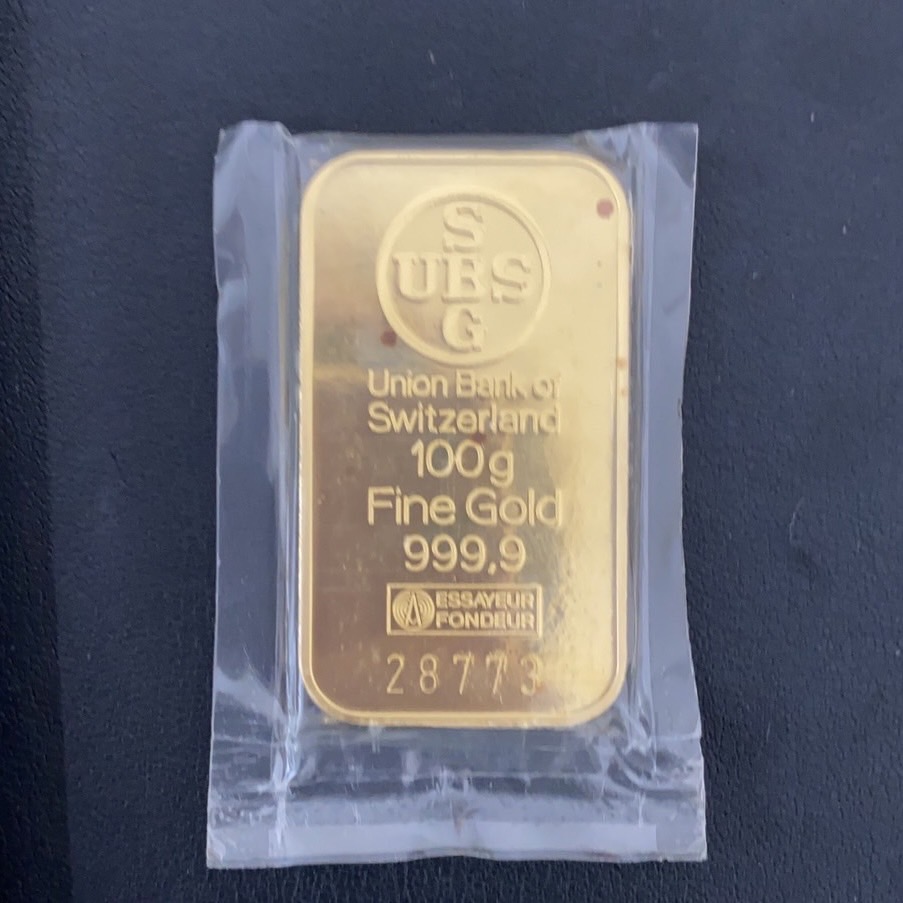 S
UBS
G
Union Bank of
Switzerland
100g
Fine Gold
999,9
ESSAYEUR
FONDEUR
28773